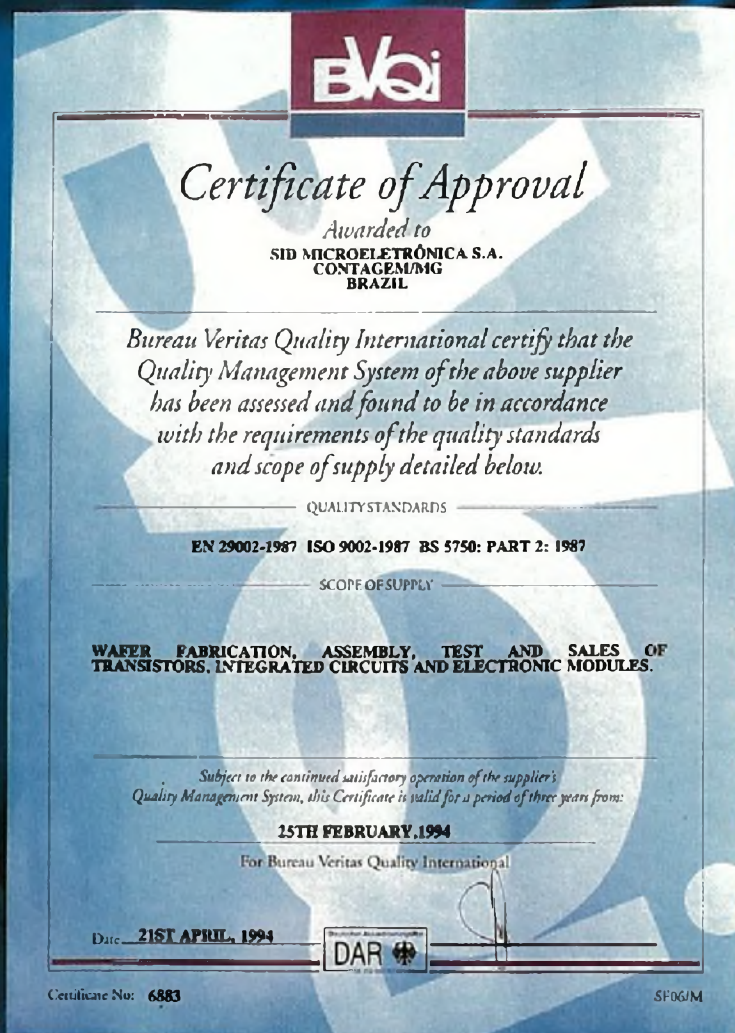 BVQi
Certificate of Approval
Awarded to
SID MICROELETRÔNICA S.A.
CONTAGEM/MG
BRAZIL
Bureau Veritas Quality International certify that the
Quality Management System of the above supplier
has been assessed and found to be in accordance
with the requirements of the quality standards
and scope of supply detailed below.
QUALITY STANDARDS
EN 29002-1987 ISO 9002-1987 BS 5750: PART 2: 1987
SCOPE OF SUPPLY
WAFER FABRICATION, ASSEMBLY, TEST AND SALES OF
TRANSISTORS, INTEGRATED CIRCUITS AND ELECTRONIC MODULES.
Subject to the continued satisfactory operation of the supplier's
Quality Management System, this Certificate is valid for a period of three years from:
25TH FEBRUARY,1994
For Bureau Veritas Quality International
Date 21ST APRIL, 1994
DAR
Certificate No: 6883
SF06/M